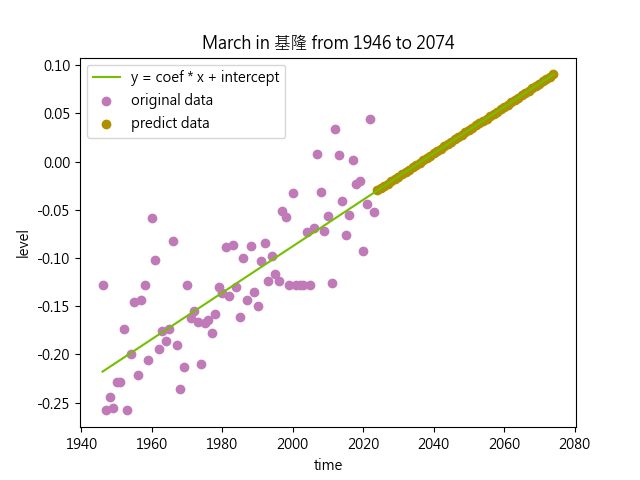 March in 基隆 from 1946 to 2074
y = coef * x + intercept
original data
predict data
0.10
0.05
0.00
-0.05
-0.10
-0.15
-0.20
-0.25
level
1940 1960 1980 2000 2020 2040 2060 2080
time